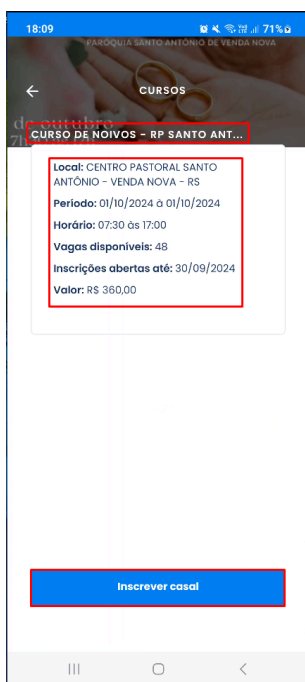 18:09
71%
PARÓQUIA SANTO ANTÔNIO DE VENDA NOVA
CURSOS
de outubro
CURSO DE NOIVOS - RP SANTO ANT...
Local: CENTRO PASTORAL SANTO
ANTÔNIO - VENDA NOVA - RS
Período: 01/10/2024 à 01/10/2024
Horário: 07:30 às 17:00
Vagas disponíveis: 48
Inscrições abertas até: 30/09/2024
Valor: R$ 360,00
Inscrever casal